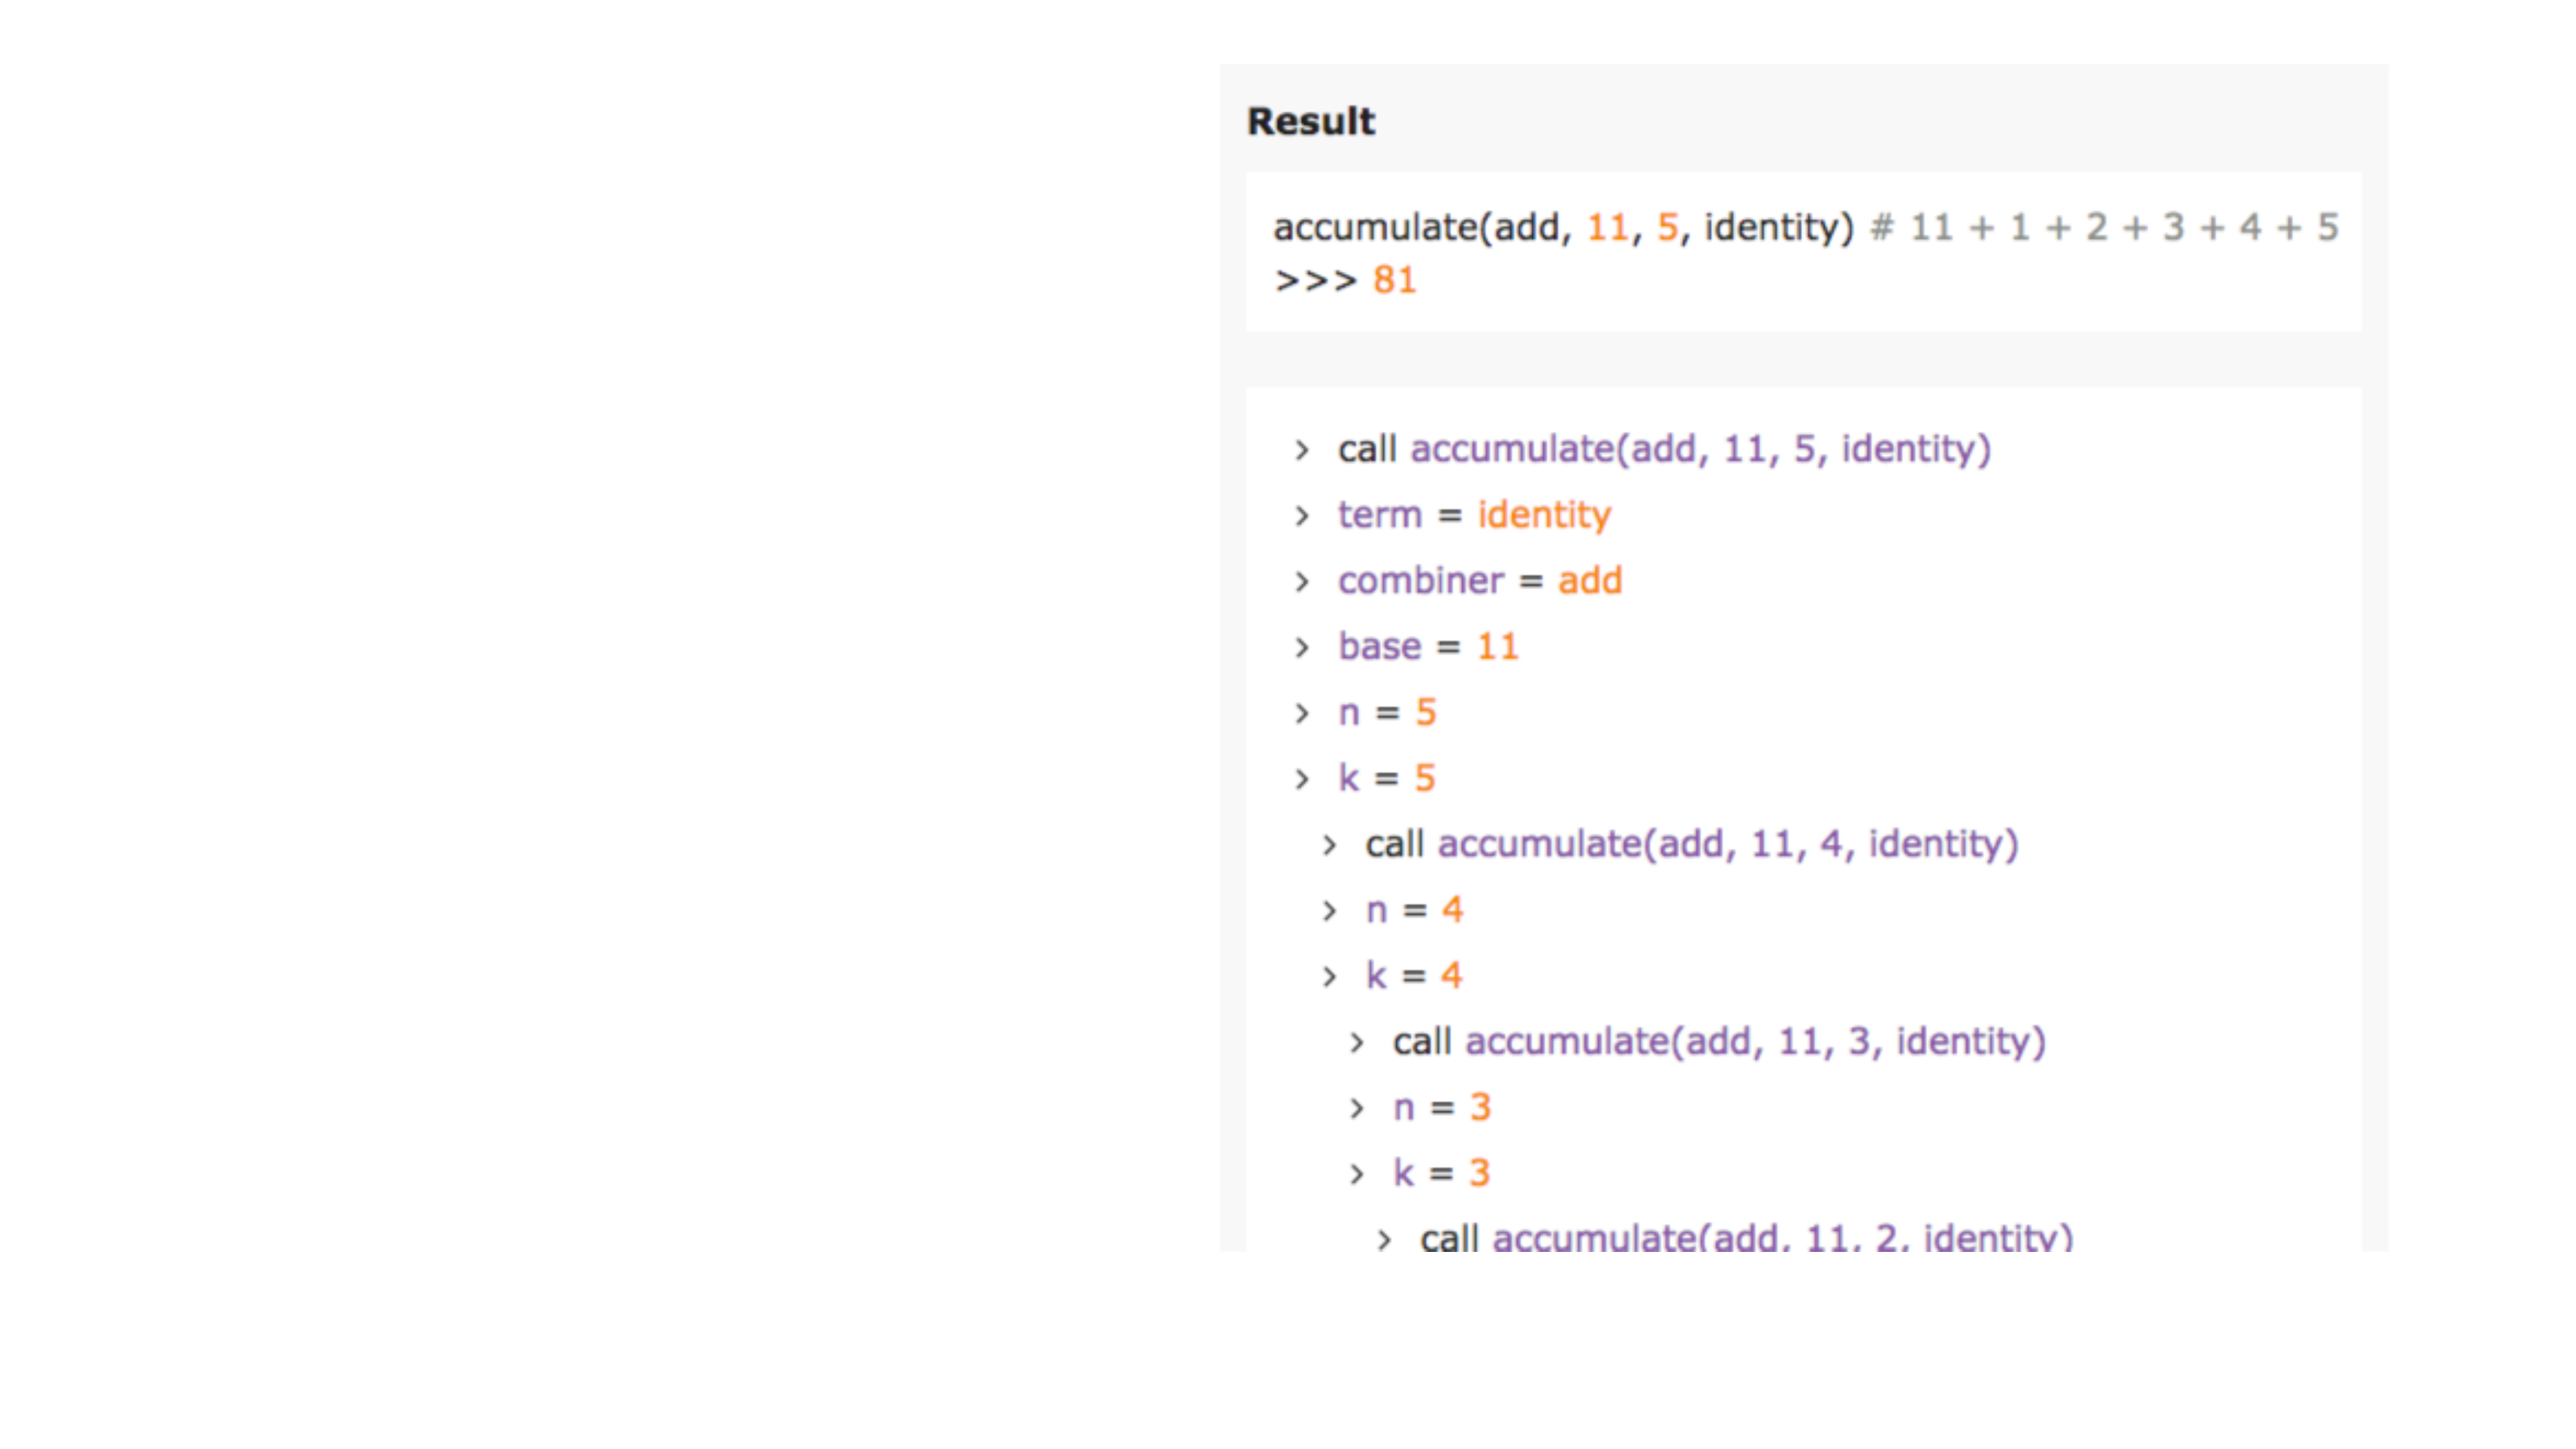 Result
accumulate(add, 11, 5, identity) # 11 + 1 + 2 + 3 + 4 + 5
>>> 81
> call accumulate(add, 11, 5, identity)
> term = identity
> combiner = add
> base = 11
> n = 5
> k = 5
> call accumulate(add, 11, 4, identity)
> n = 4
> k = 4
> call accumulate(add, 11, 3, identity)
> n = 3
> k = 3
> call accumulate(add, 11, 2, identity)